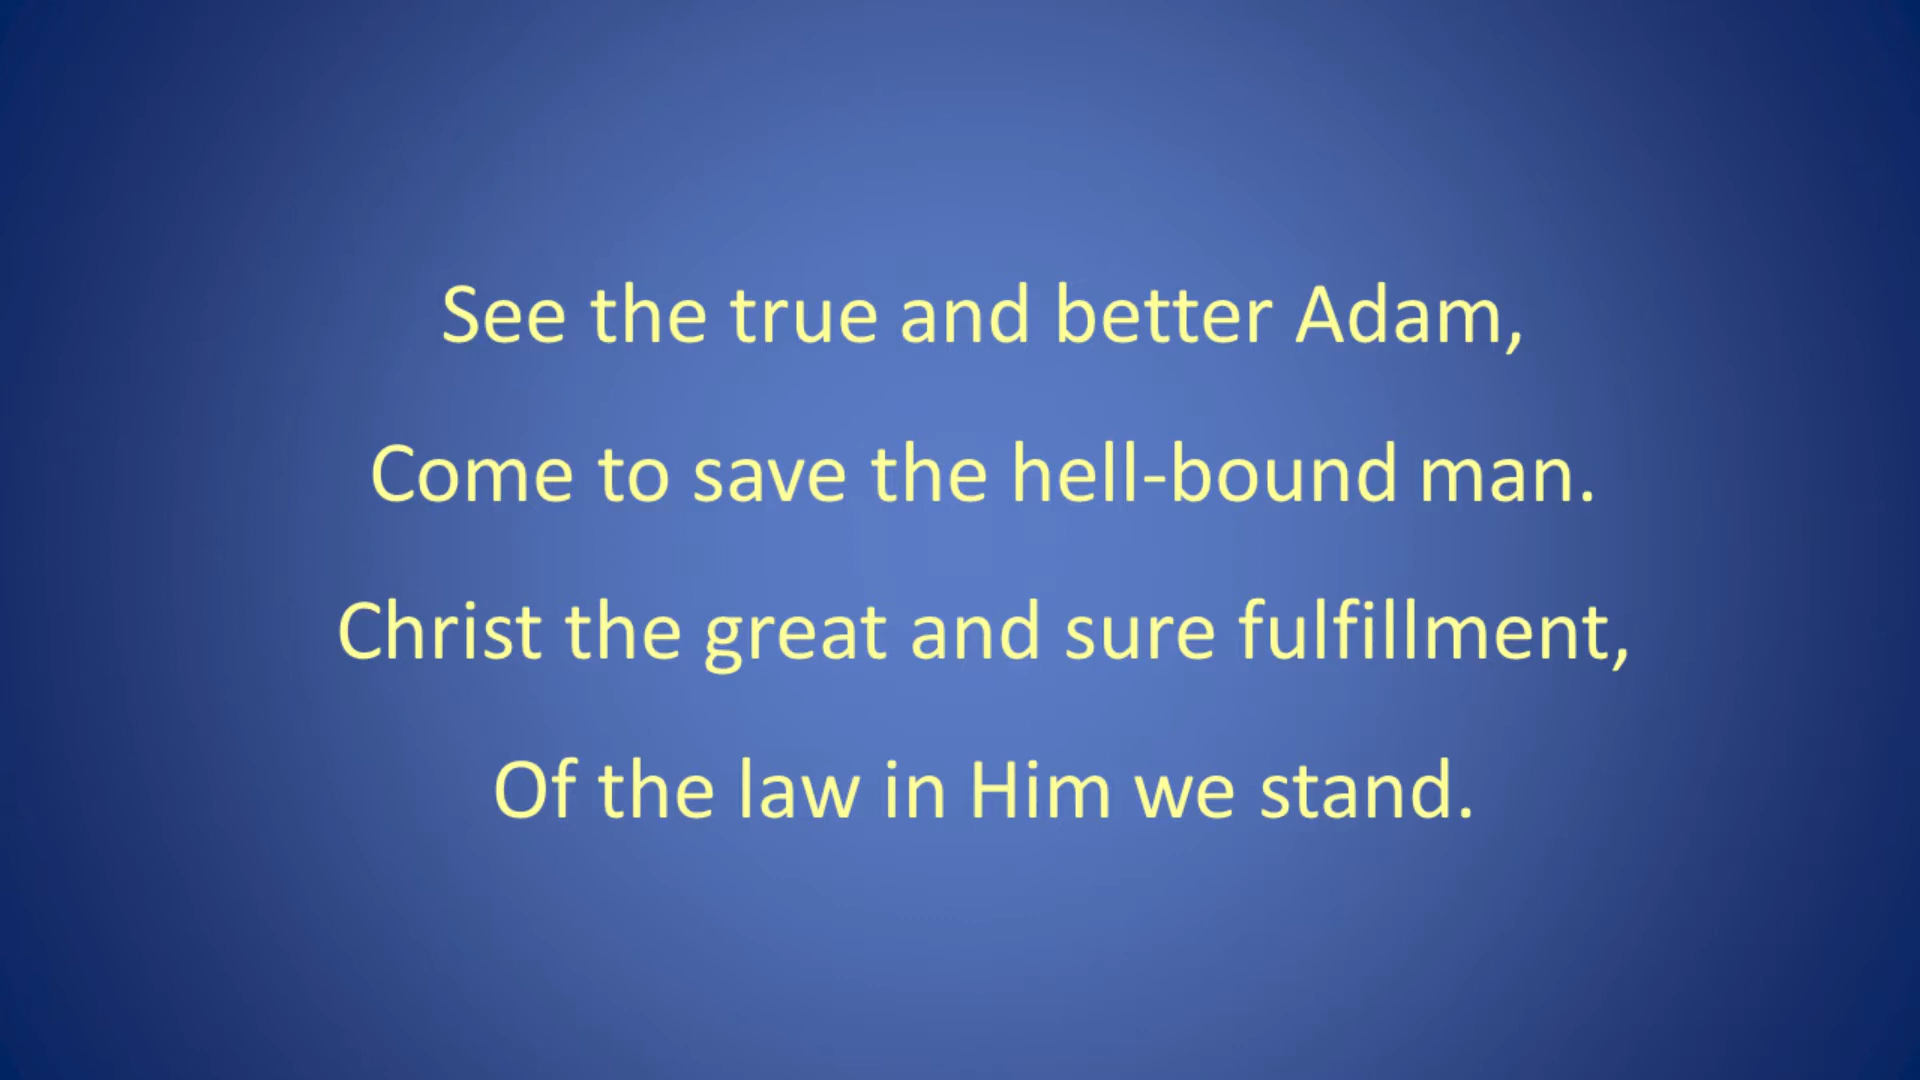 See the true and better Adam,
Come to save the hell-bound man.
Christ the great and sure fulfillment,
Of the law in Him we stand.